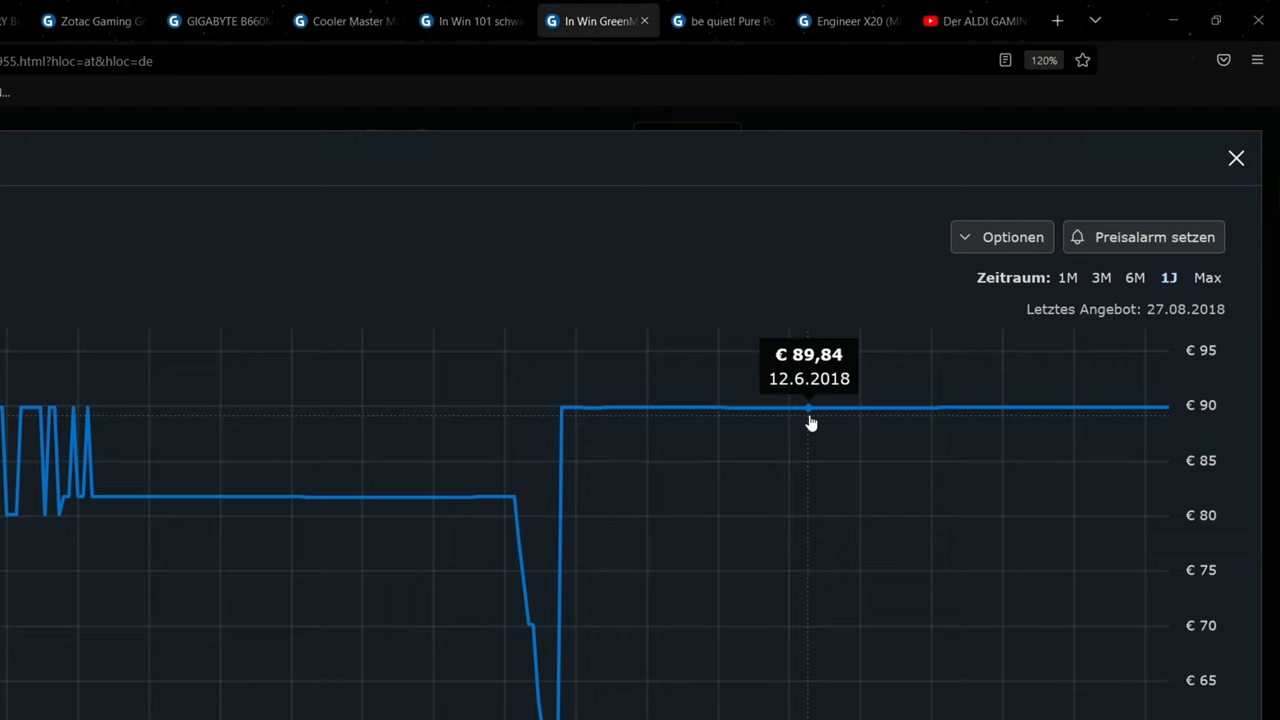 Zotac Gaming G
GIGABYTE B660M
Cooler Master M
In Win 101 schwa
In Win GreenM
be quiet! Pure Po
Engineer X20 (M
Der ALDI GAMIN
955.html?hloc=at&hloc=de
120%
...
Optionen
Preisalarm setzen
Zeitraum: 1M 3M 6M 1J Max
Letztes Angebot: 27.08.2018
€ 89,84
12.6.2018
€ 95
€ 90
€ 85
€ 80
€ 75
€ 70
€ 65